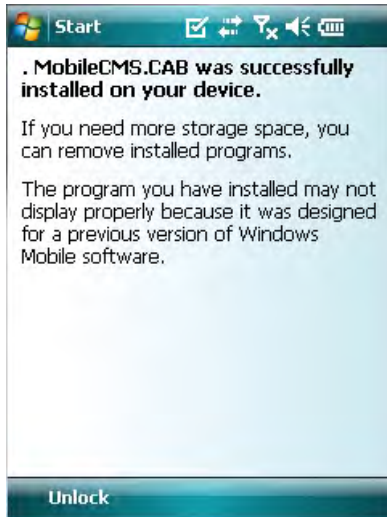 Start
. MobileCMS.CAB was successfully
installed on your device.
If you need more storage space, you
can remove installed programs.
The program you have installed may not
display properly because it was designed
for a previous version of Windows
Mobile software.
Unlock